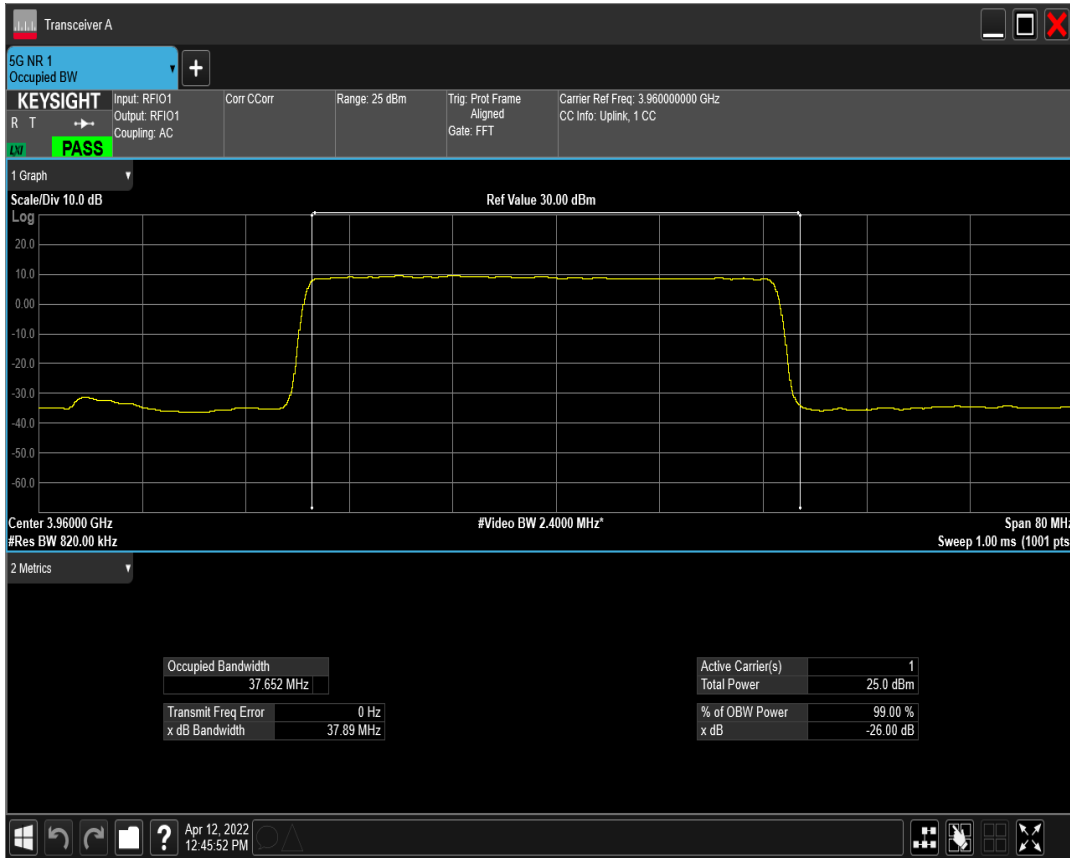 Transceiver A
5G NR 1
Occupied BW
+
KEYSIGHT
R T
LXI
PASS
Input: RFIO1
Output: RFIO1
Coupling: AC
Corr CCorr
Range: 25 dBm
Trig: Prot Frame
Aligned
Gate: FFT
Carrier Ref Freq: 3.960000000 GHz
CC Info: Uplink, 1 CC
1 Graph
Scale/Div 10.0 dB
Ref Value 30.00 dBm
Log
20.0
10.0
0.00
-10.0
-20.0
-30.0
-40.0
-50.0
-60.0
Center 3.96000 GHz
#Video BW 2.4000 MHz*
Span 80 MHz
#Res BW 820.00 kHz
Sweep 1.00 ms (1001 pts
2 Metrics
Occupied Bandwidth
37.652 MHz
Transmit Freq Error 0 Hz
x dB Bandwidth 37.89 MHz
Active Carrier(s) 1
Total Power 25.0 dBm
% of OBW Power 99.00 %
x dB -26.00 dB
?
Apr 12, 2022
12:45:52 PM